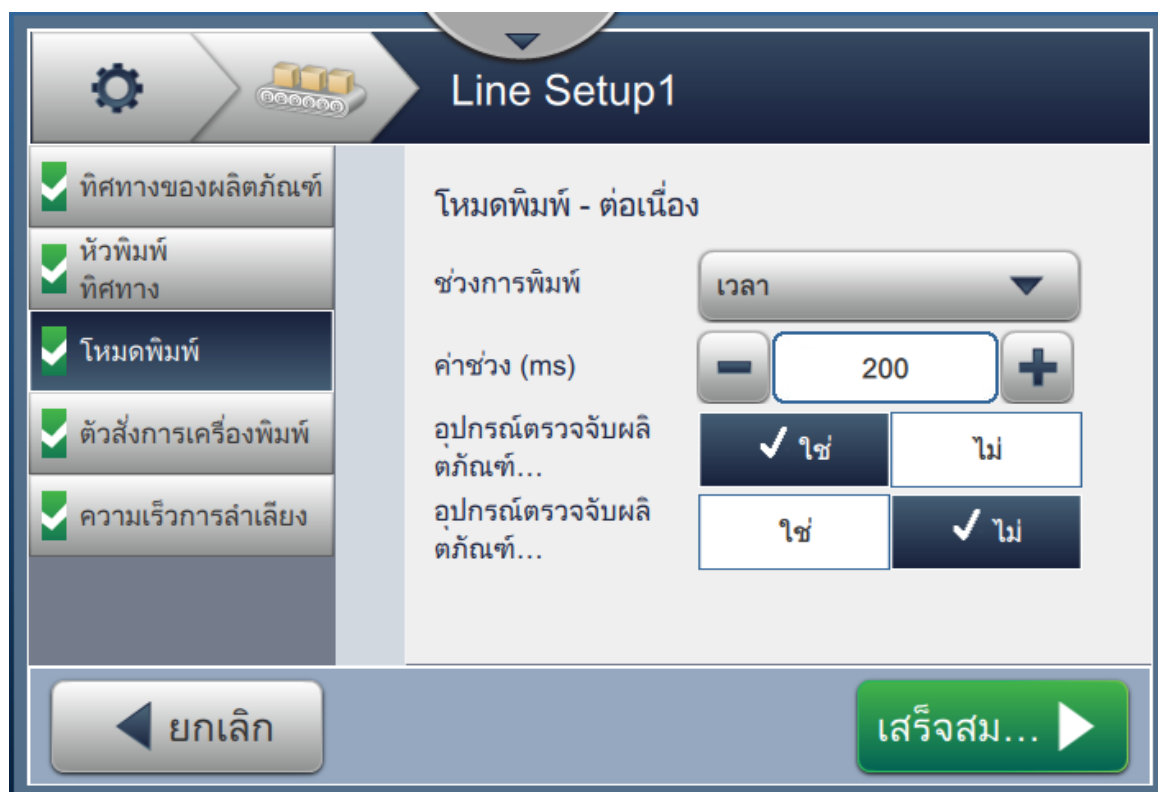 Line Setup1
ทิศทางของผลิตภัณฑ์
หัวพิมพ์
ทิศทาง
โหมดพิมพ์
ตัวสั่งการเครื่องพิมพ์
ความเร็วการลำเลียง
โหมดพิมพ์ - ต่อเนื่อง
ช่วงการพิมพ์
เวลา
ค่าช่วง (ms)
200
อุปกรณ์ตรวจจับผลิ
ตภัณฑ์...
ใช่
ไม่
อุปกรณ์ตรวจจับผลิ
ตภัณฑ์...
ใช่
ไม่
ยกเลิก
เสร็จสม...